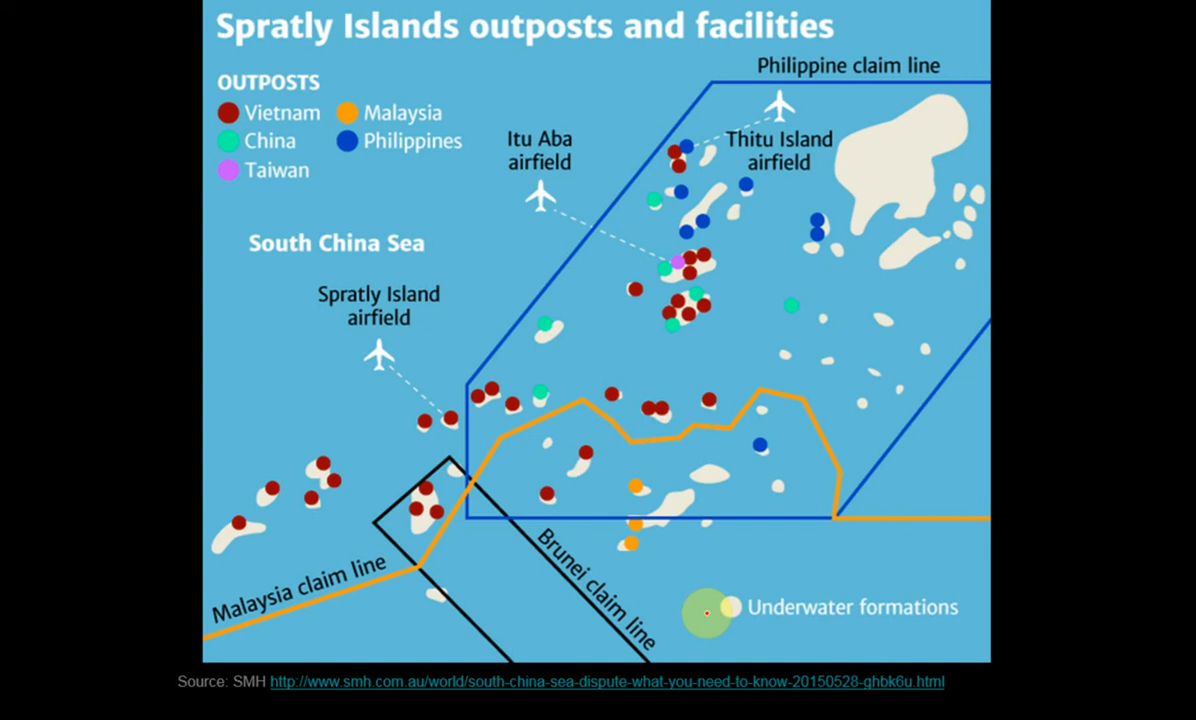 Spratly Islands outposts and facilities
Philippine claim line
OUTPOSTS
Vietnam
Malaysia
China
Philippines
Taiwan
Itu Aba
airfield
Thitu Island
airfield
South China Sea
Spratly Island
airfield
Malaysia claim line
Brunei claim line
Underwater formations
Source: SMH http://www.smh.com.au/world/south-china-sea-dispute-what-you-need-to-know-20150528-ghbk6u.html